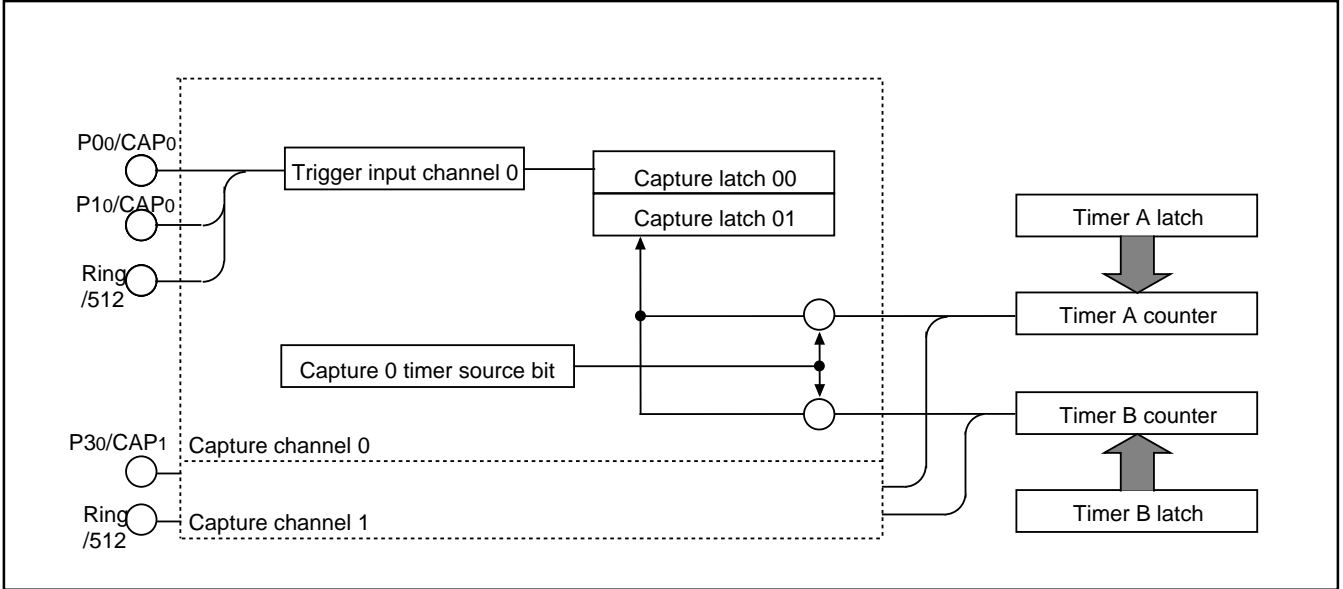 P00/CAP0
Trigger input channel 0
Capture latch 00
P10/CAP0
Capture latch 01
Timer A latch
Ring
/512
Timer A counter
Capture 0 timer source bit
Timer B counter
P30/CAP1
Capture channel 0
Ring
/512
Capture channel 1
Timer B latch